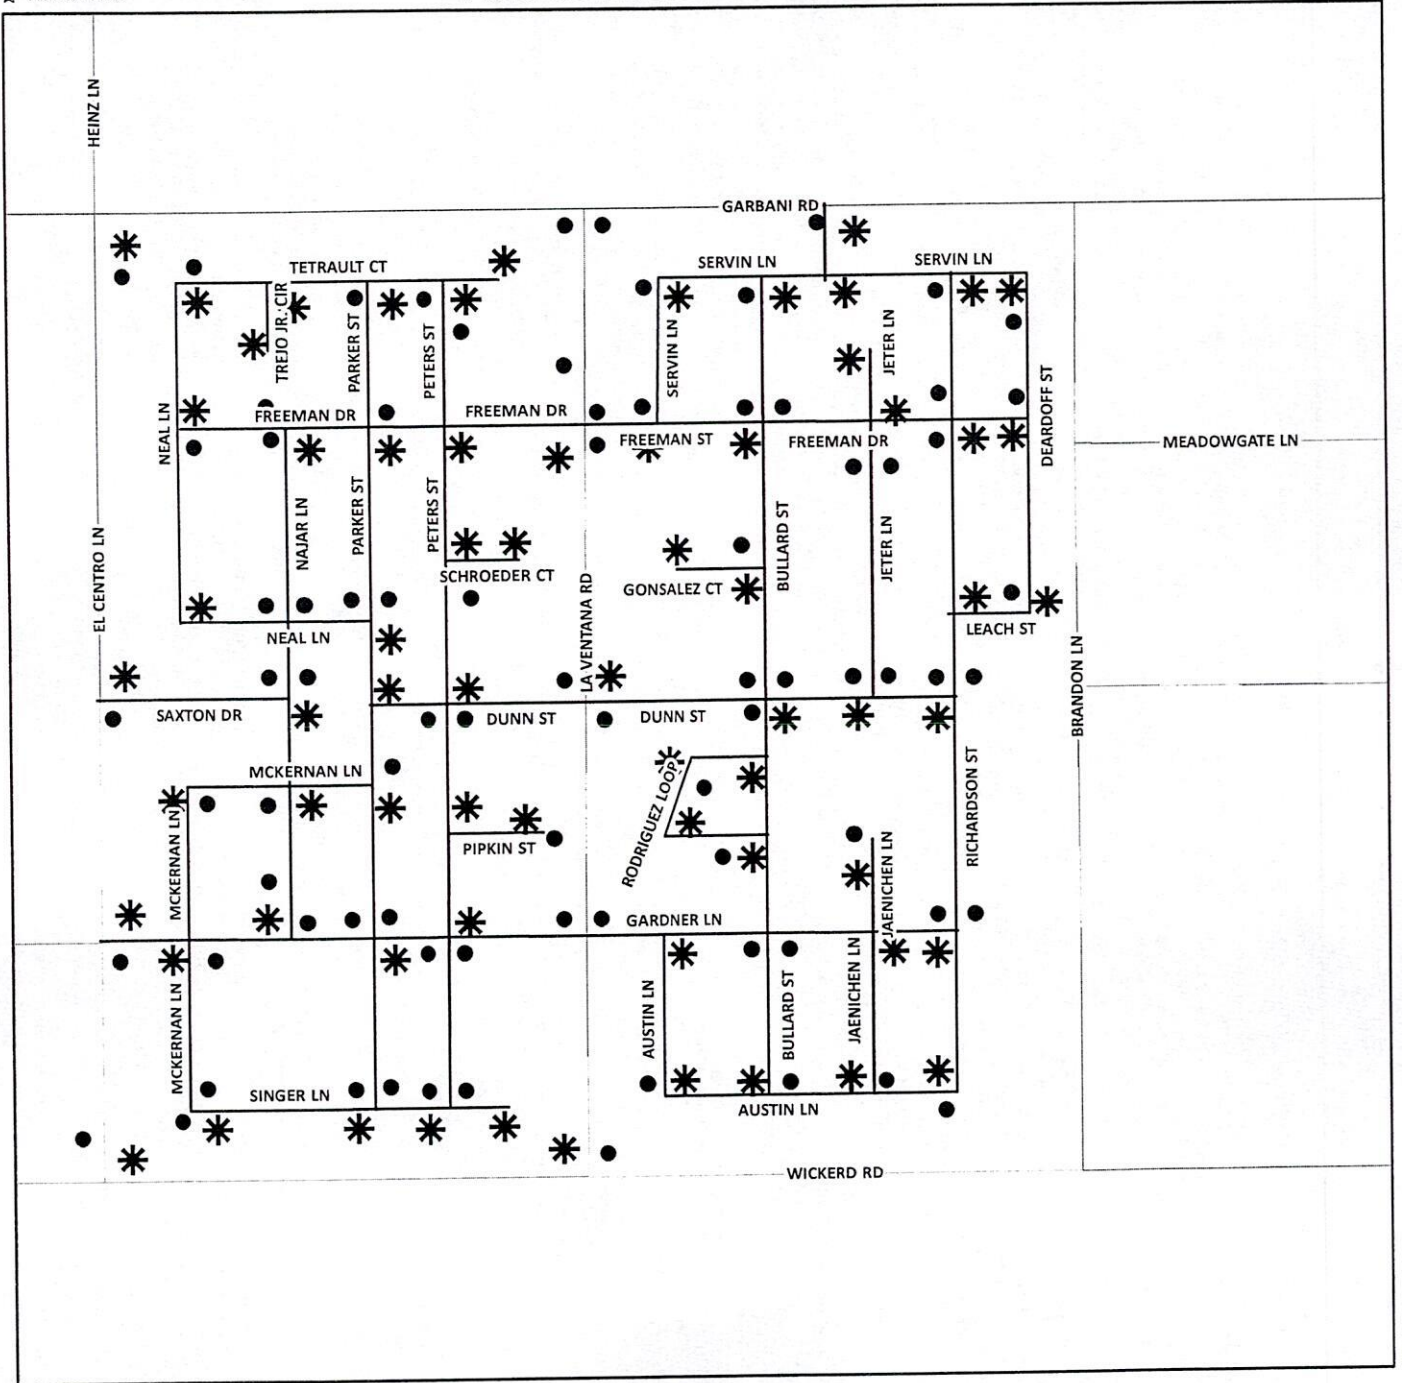 HEINZ LN
GARBANI RD
TETRAULT CT
SERVIN LN
SERVIN LN
TREJO JR. CIR
PARKER ST
PETERS ST
SERVIN LN
JETER LN
NEAL LN
FREEMAN DR
FREEMAN DR
FREEMAN ST
FREEMAN DR
DEARDOFF ST
MEADOWGATE LN
EL CENTRO LN
NAJAR LN
PARKER ST
PETERS ST
SCHROEDER CT
LA VENTANA RD
GONSALEZ CT
BULLARD ST
JETER LN
NEAL LN
LEACH ST
BRANDON LN
SAXTON DR
DUNN ST
DUNN ST
MCKERNAN LN
MCKERNAN LN
PIPKIN ST
RODRIGUEZ LOOP
JAENICHEN LN
RICHARDSON ST
GARDNER LN
MCKERNAN LN
AUSTIN LN
BULLARD ST
JAENICHEN LN
SINGER LN
AUSTIN LN
WICKERD RD